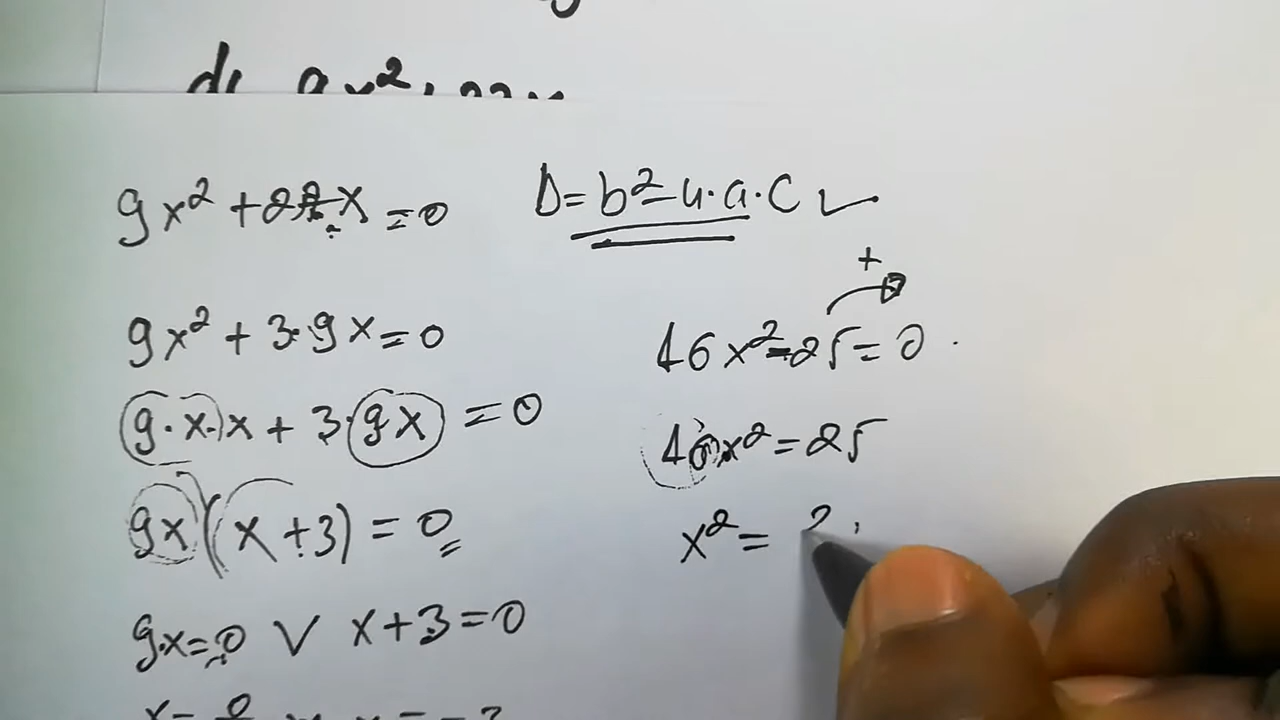 9x² + 27x = 0
D = b² - 4·a·c
9x² + 3·9x = 0
9·x·x + 3·9x = 0
9x(x + 3) = 0
9·x = 0 ∨ x + 3 = 0
+
16x² - 25 = 0
16x² = 25
x² =